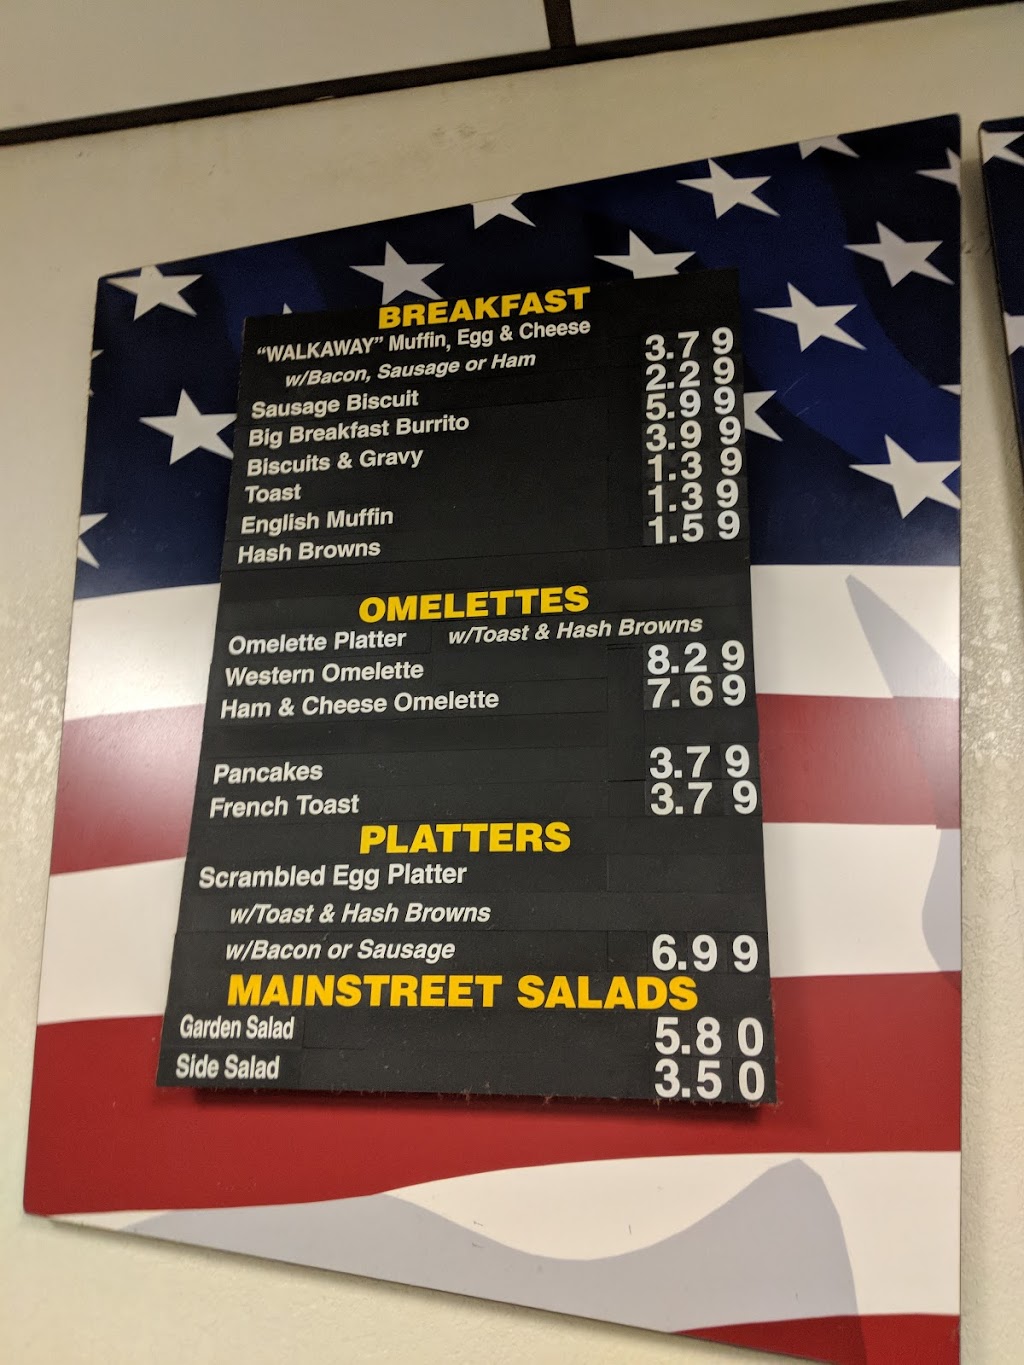 BREAKFAST
"WALKAWAY" Muffin, Egg & Cheese
w/Bacon, Sausage or Ham 3.79
Sausage Biscuit 2.29
Big Breakfast Burrito 5.99
Biscuits & Gravy 3.99
Toast 1.39
English Muffin 1.39
Hash Browns 1.59
OMELETTES
Omelette Platter w/Toast & Hash Browns
Western Omelette 8.29
Ham & Cheese Omelette 7.69
Pancakes 3.79
French Toast 3.79
PLATTERS
Scrambled Egg Platter
w/Toast & Hash Browns
w/Bacon or Sausage 6.99
MAINSTREET SALADS
Garden Salad 5.80
Side Salad 3.50